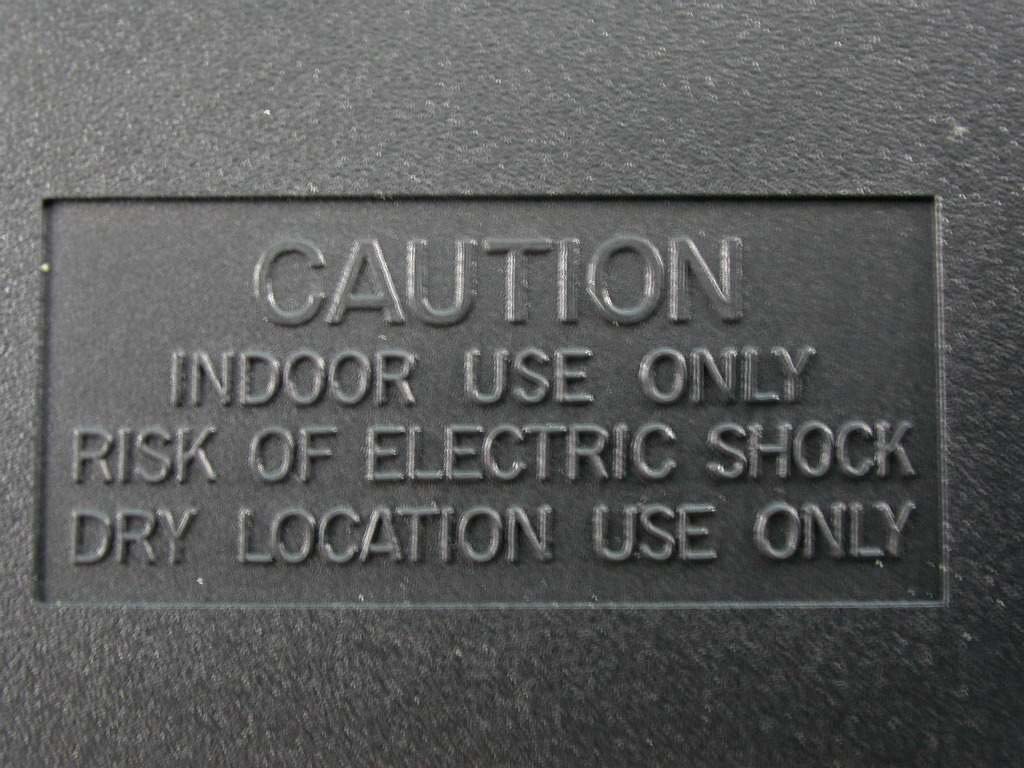 CAUTION
INDOOR USE ONLY
RISK OF ELECTRIC SHOCK
DRY LOCATION USE ONLY